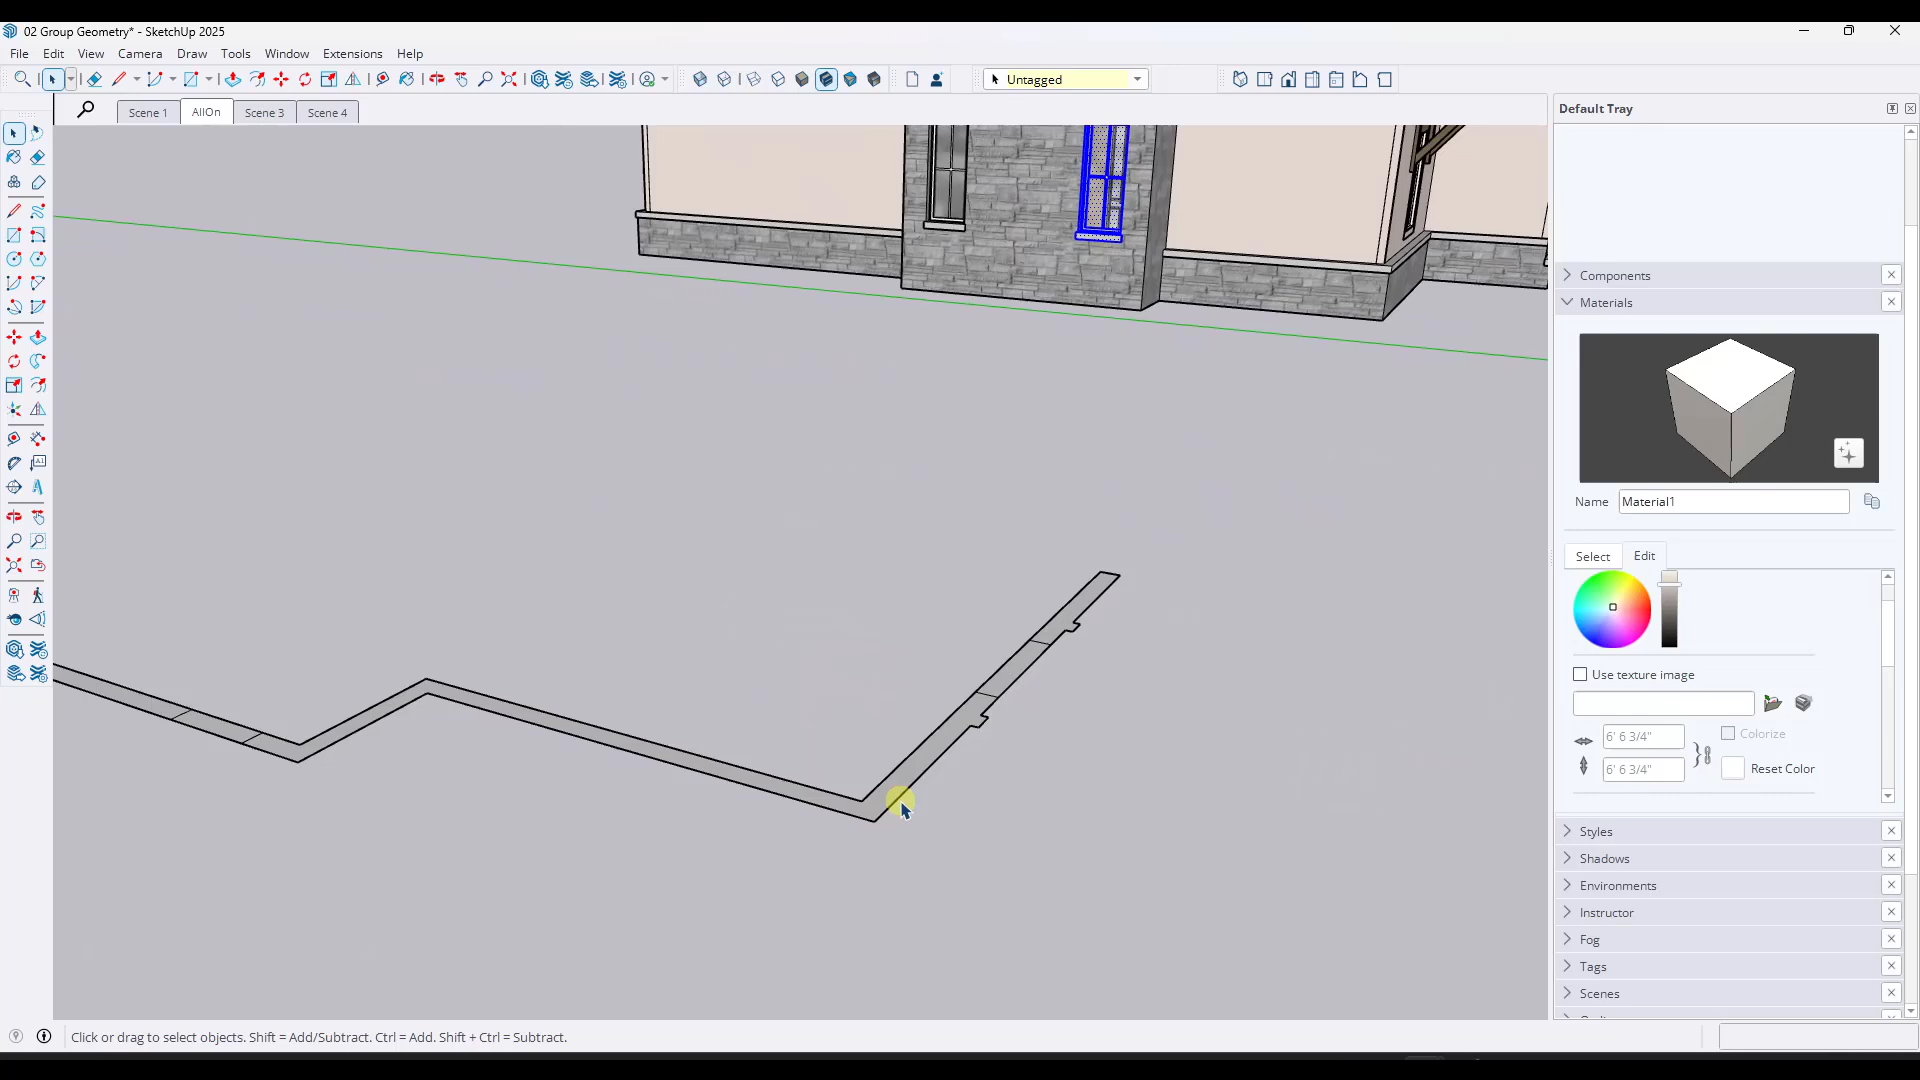 02 Group Geometry* - SketchUp 2025
File Edit View Camera Draw Tools Window Extensions Help
Untagged
Scene 1 AllOn Scene 3 Scene 4
Default Tray
Components
Materials
Name Material1
Select Edit
Use texture image
6' 6 3/4" Colorize
6' 6 3/4" Reset Color
Styles
Shadows
Environments
Instructor
Fog
Tags
Scenes
Click or drag to select objects. Shift = Add/Subtract. Ctrl = Add. Shift + Ctrl = Subtract.